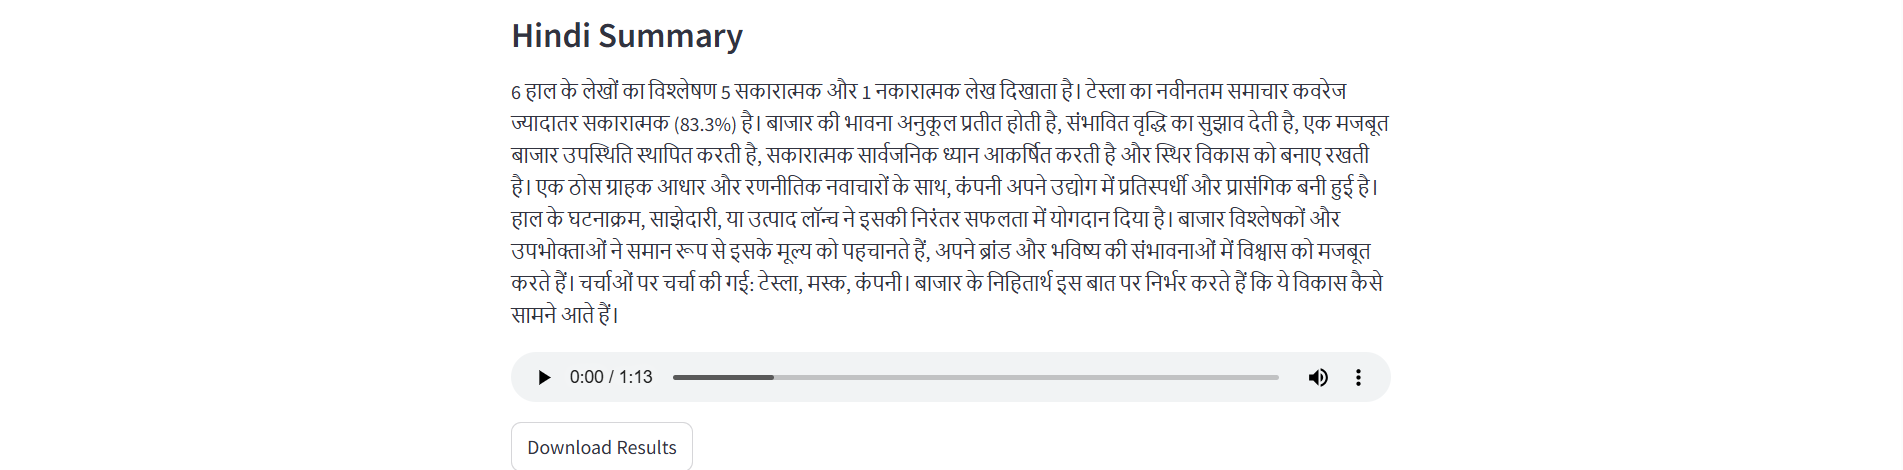 Hindi Summary
6 हाल के लेखों का विश्लेषण 5 सकारात्मक और 1 नकारात्मक लेख दिखाता है। टेस्ला का नवीनतम समाचार कवरेज
ज्यादातर सकारात्मक (83.3%) है। बाजार की भावना अनुकूल प्रतीत होती है, संभावित वृद्धि का सुझाव देती है, एक मजबूत
बाजार उपस्थिति स्थापित करती है, सकारात्मक सार्वजनिक ध्यान आकर्षित करती है और स्थिर विकास को बनाए रखती
है। एक ठोस ग्राहक आधार और रणनीतिक नवाचारों के साथ, कंपनी अपने उद्योग में प्रतिस्पर्धी और प्रासंगिक बनी हुई है।
हाल के घटनाक्रम, साझेदारी, या उत्पाद लॉन्च ने इसकी निरंतर सफलता में योगदान दिया है। बाजार विश्लेषकों और
उपभोक्ताओं ने समान रूप से इसके मूल्य को पहचानते हैं, अपने ब्रांड और भविष्य की संभावनाओं में विश्वास को मजबूत
करते हैं। चर्चाओं पर चर्चा की गई: टेस्ला, मस्क, कंपनी। बाजार के निहितार्थ इस बात पर निर्भर करते हैं कि ये विकास कैसे
सामने आते हैं।
0:00 / 1:13
Download Results